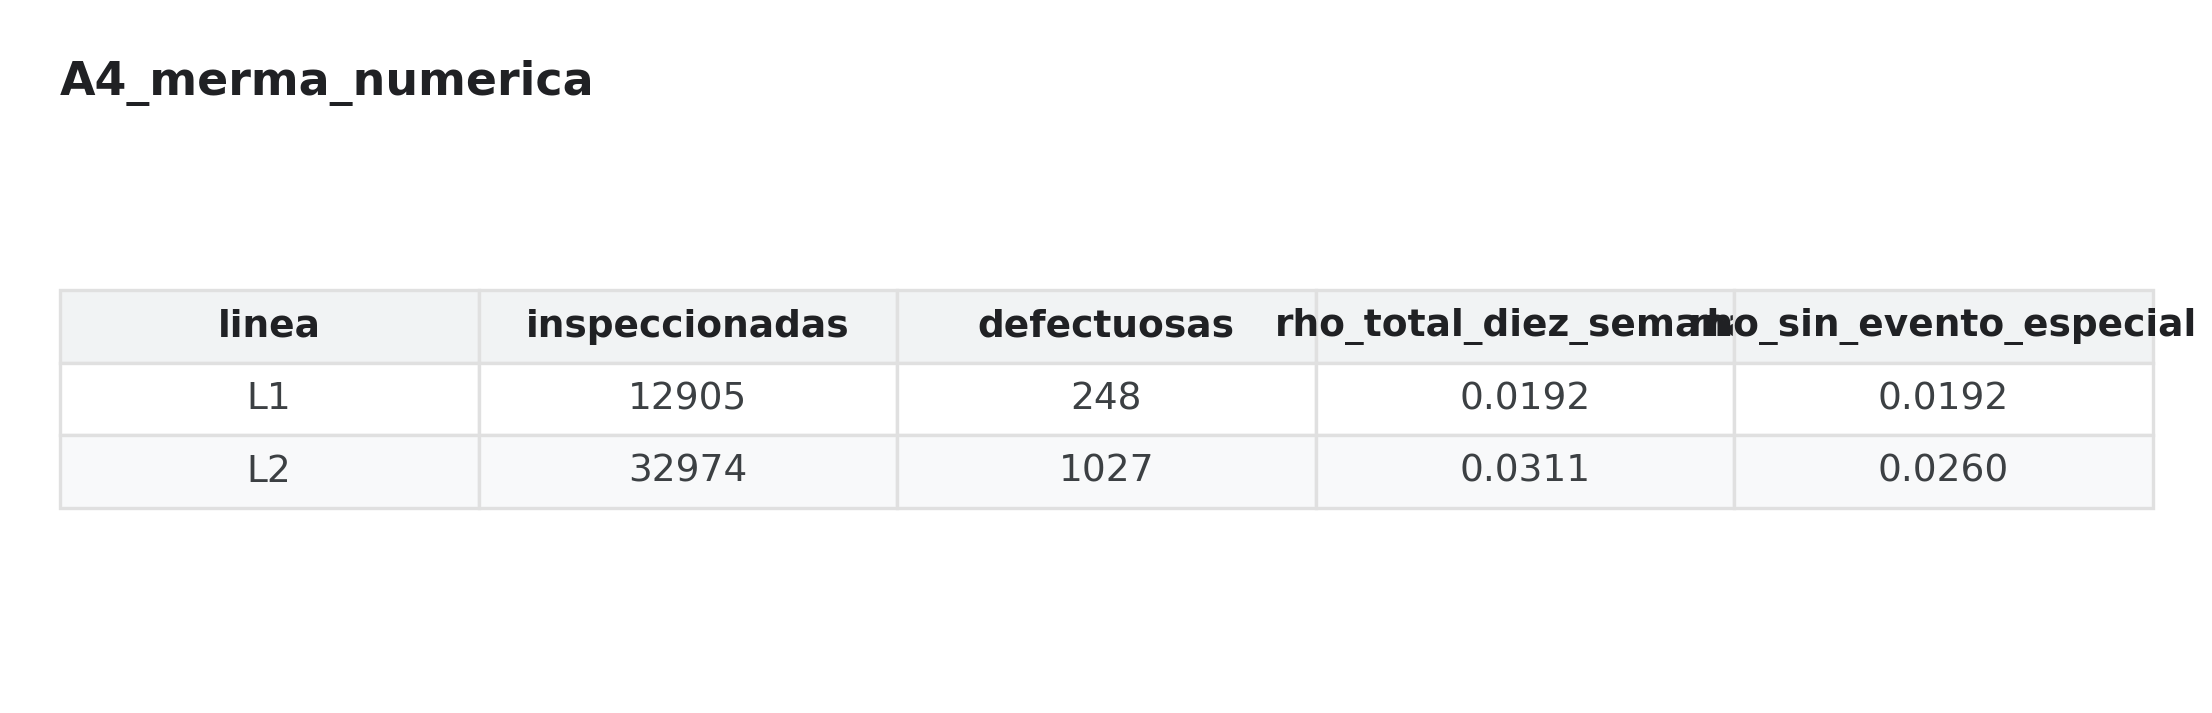 A4_merma_numerica
linea inspeccionadas defectuosas rho_total_diez_semanas rho_sin_evento_especial
L1 12905 248 0.0192 0.0192
L2 32974 1027 0.0311 0.0260